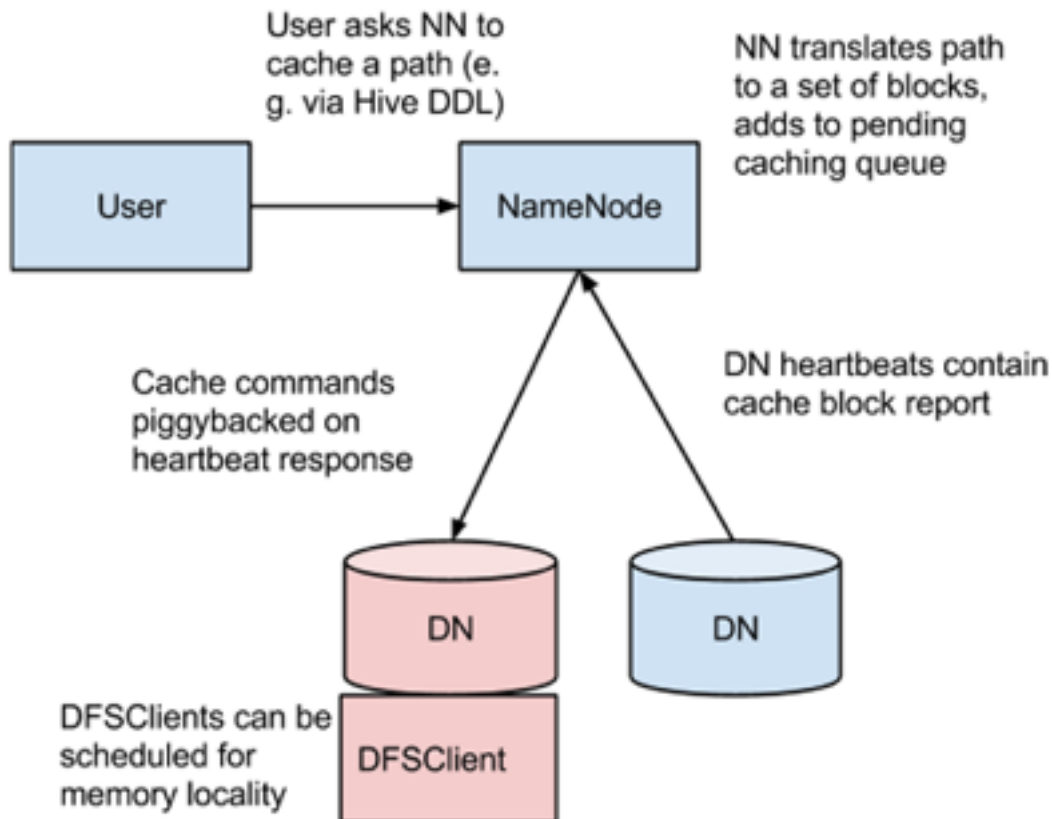 User asks NN to
cache a path (e.
g. via Hive DDL)
NN translates path
to a set of blocks,
adds to pending
caching queue
User
NameNode
Cache commands
piggybacked on
heartbeat response
DN heartbeats contain
cache block report
DN
DN
DFSClients can be
scheduled for
memory locality
DFSClient